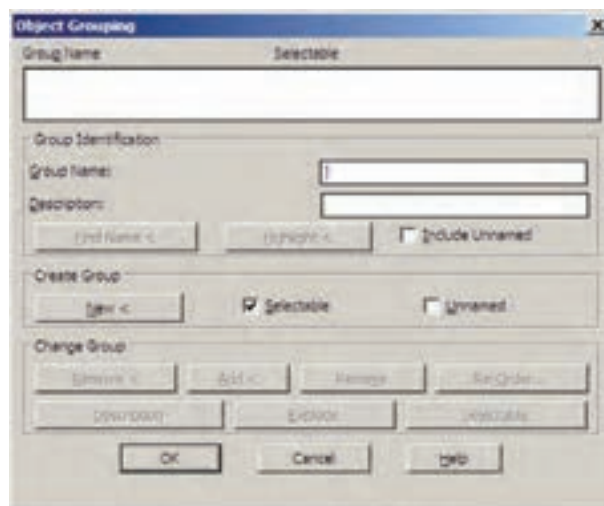 Object Grouping
Group Name Selectable
Group Identification
Group Name:
Description:
Find Name < Highlight < Include Unnamed
Create Group
New < Selectable Unnamed
Change Group
Remove < Add < Rename Re-Order...
Description Explode Selectable
OK Cancel Help